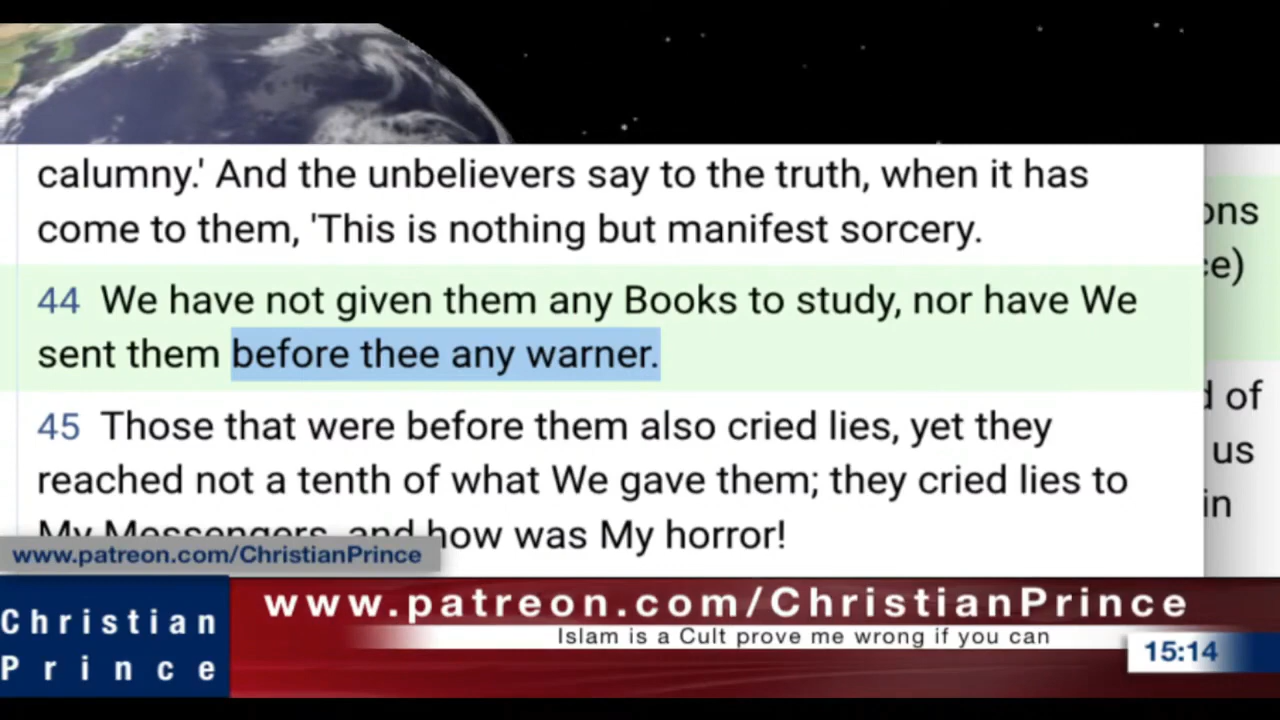 calumny.' And the unbelievers say to the truth, when it has
come to them, 'This is nothing but manifest sorcery.
44 We have not given them any Books to study, nor have We
sent them before thee any warner.
45 Those that were before them also cried lies, yet they
reached not a tenth of what We gave them; they cried lies to
My Messengers, and how was My horror!
ons
ce)
d of
us
in
www.patreon.com/ChristianPrince
www.patreon.com/ChristianPrince
Christian
Prince
Islam is a Cult prove me wrong if you can
15:14